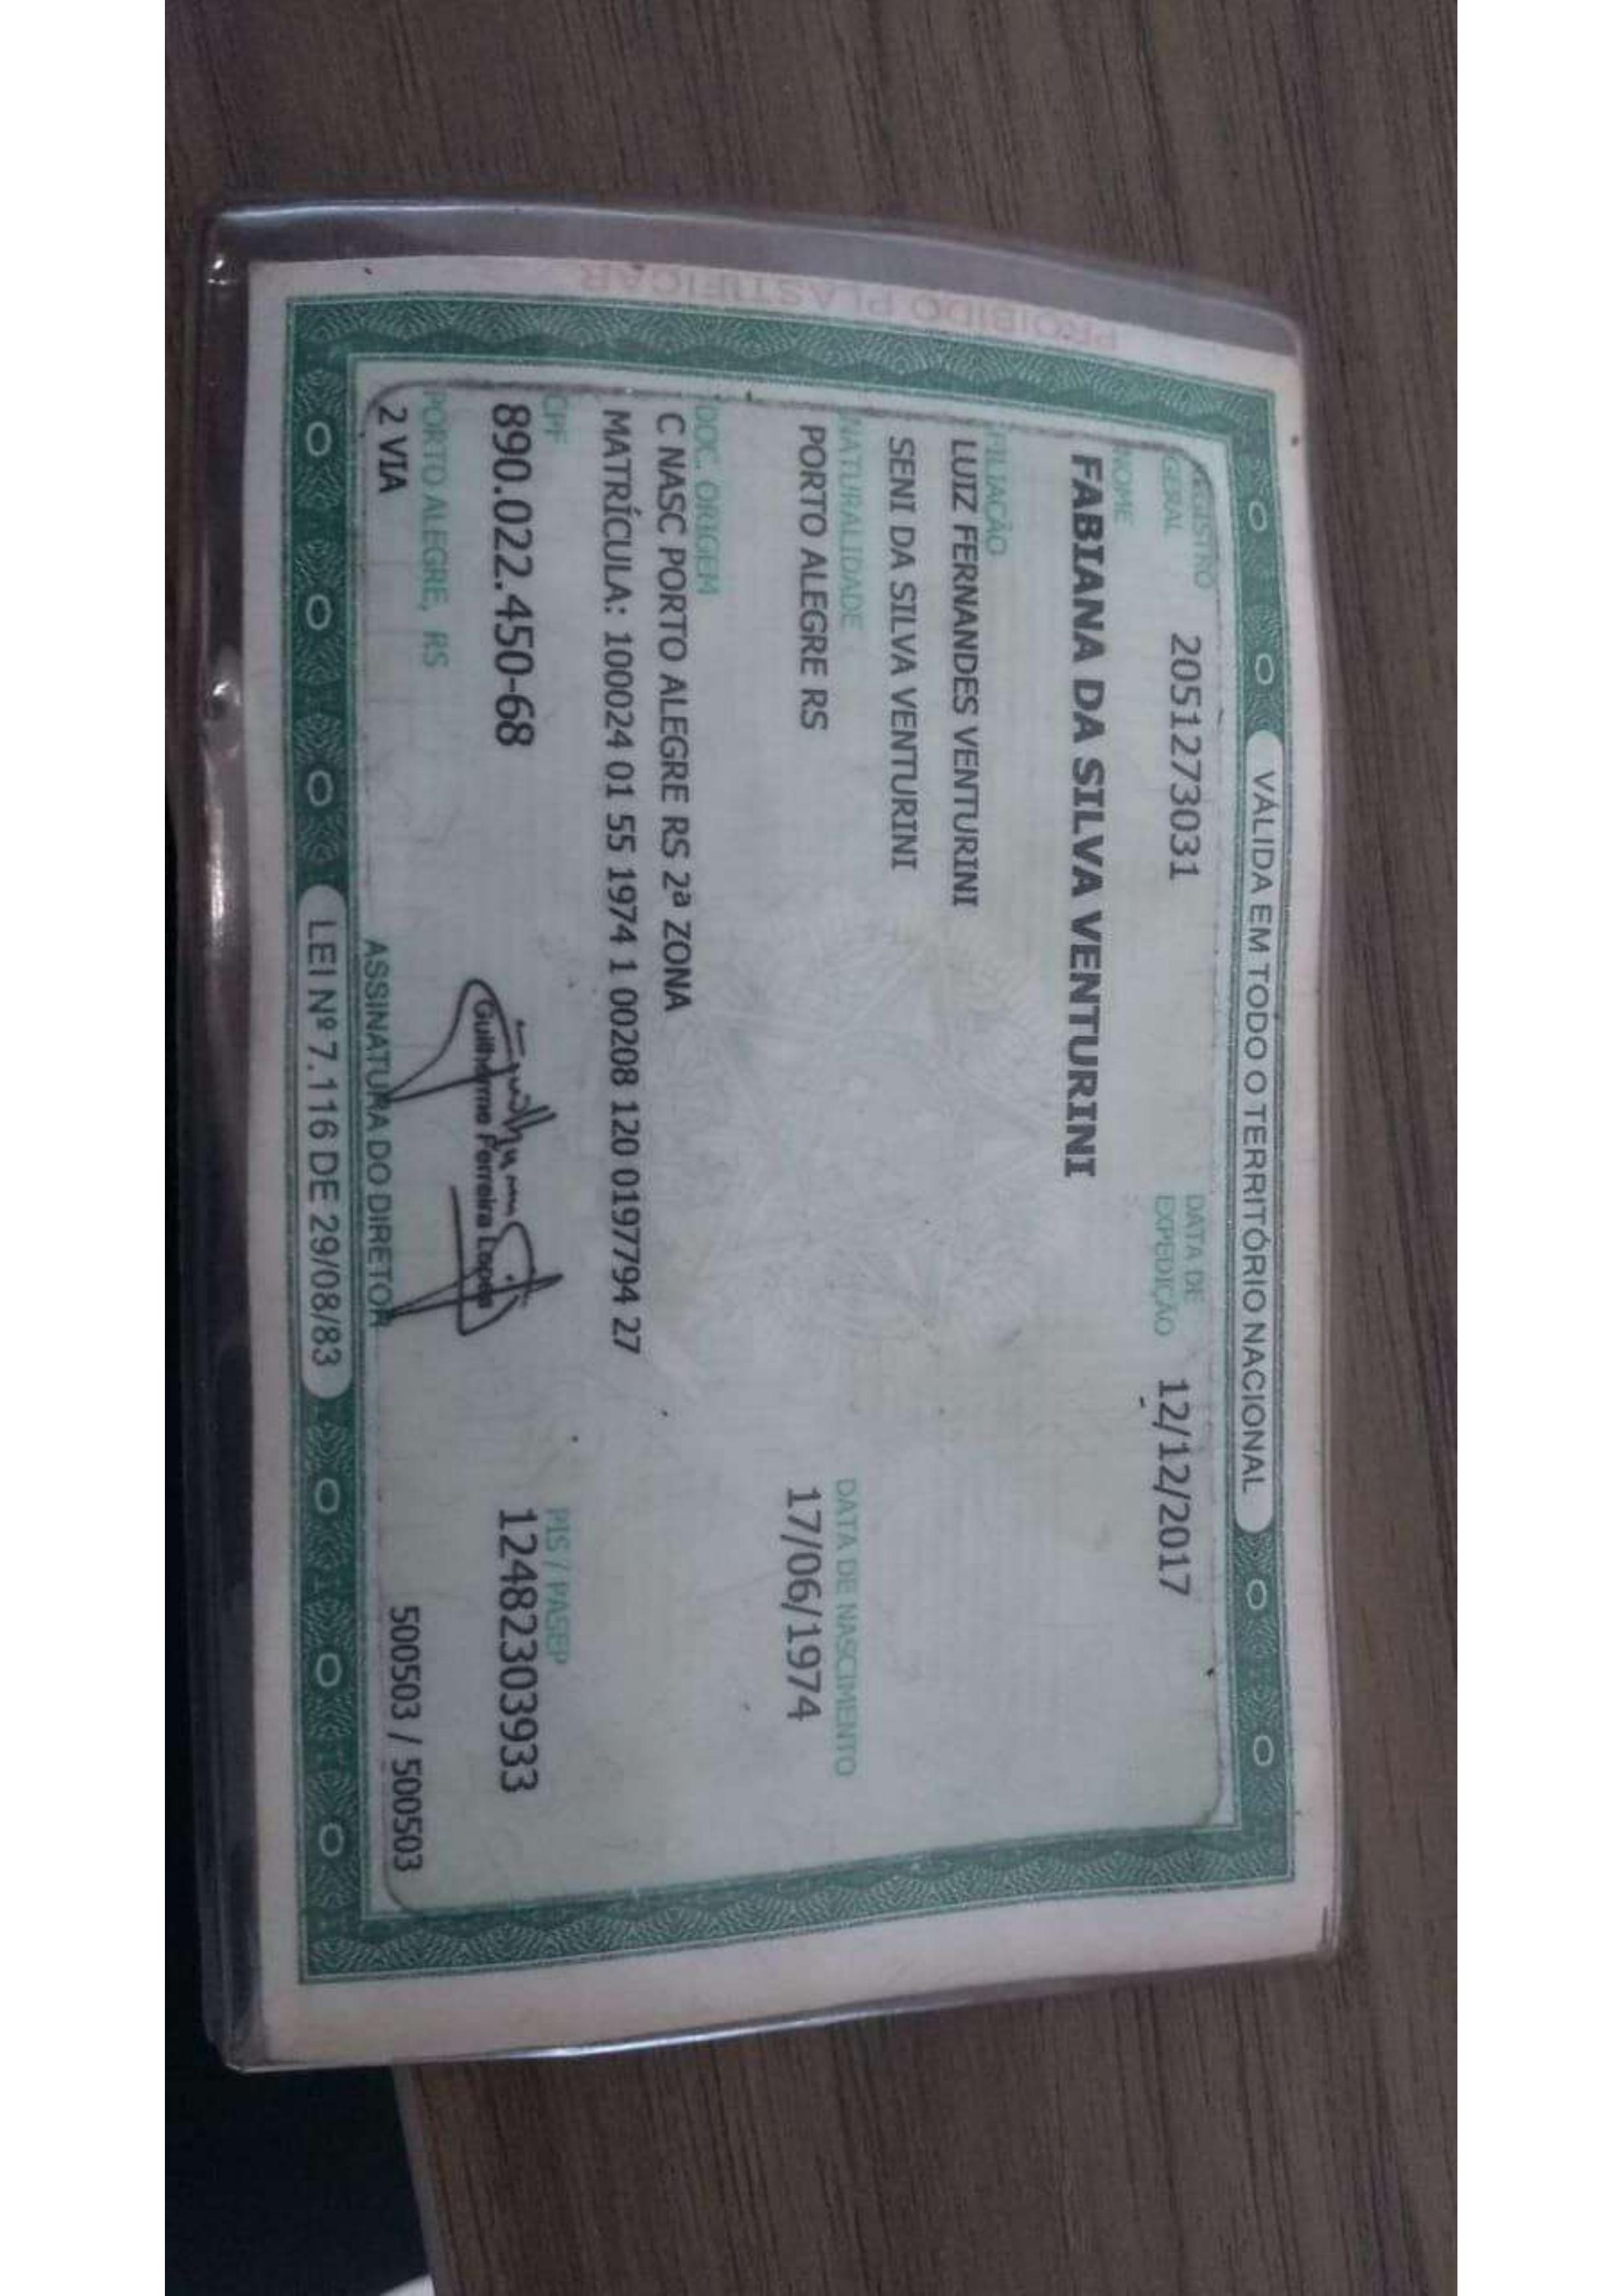 PROIBIDO PLASTIFICAR
VÁLIDA EM TODO O TERRITÓRIO NACIONAL
REGISTRO GERAL 2051273031 DATA DE EXPEDIÇÃO 12/12/2017
NOME
FABIANA DA SILVA VENTURINI
FILIAÇÃO
LUIZ FERNANDES VENTURINI
SENI DA SILVA VENTURINI
NATURALIDADE DATA DE NASCIMENTO
PORTO ALEGRE RS 17/06/1974
DOC. ORIGEM
C NASC PORTO ALEGRE RS 2ª ZONA
MATRÍCULA: 100024 01 55 1974 1 00208 120 0197794 27
CPF PIS / PASEP
890.022.450-68 12482303933
Guilherme Ferreira Lopes
PORTO ALEGRE, RS
2 VIA 500503 / 500503
ASSINATURA DO DIRETOR
LEI Nº 7.116 DE 29/08/83